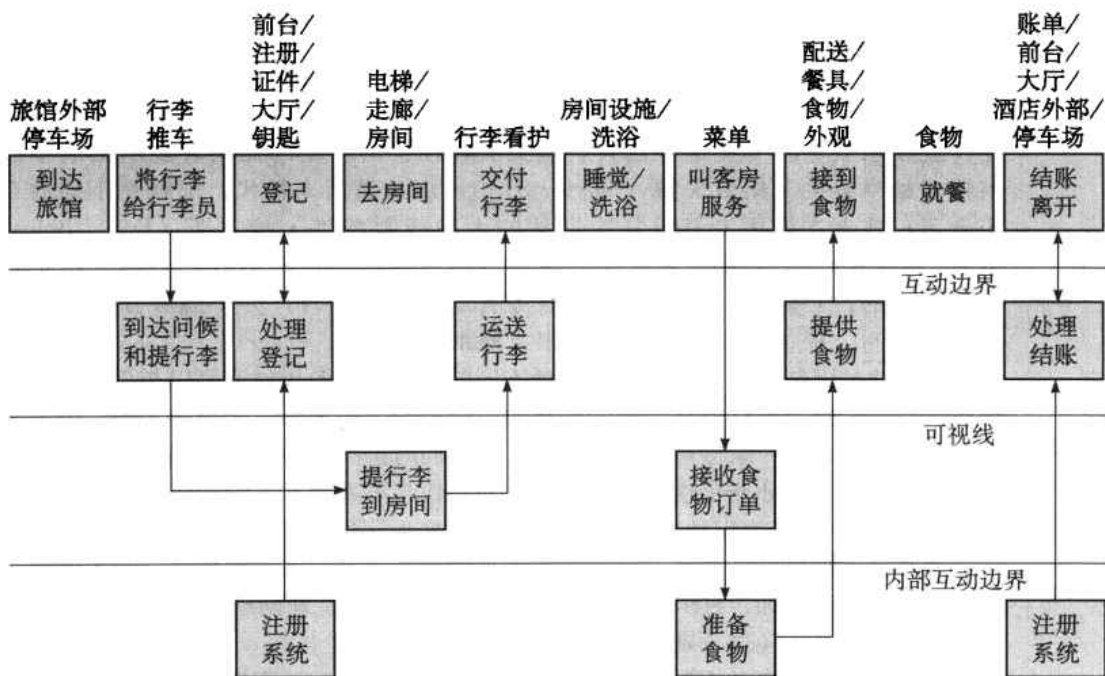 旅馆外部
停车场
行李
推车
前台/
注册/
证件/
大厅/
钥匙
电梯/
走廊/
房间
行李看护
房间设施/
洗浴
菜单
配送/
餐具/
食物/
外观
食物
账单/
前台/
大厅/
酒店外部/
停车场
到达
旅馆
将行李
给行李员
登记
去房间
交付
行李
睡觉/
洗浴
叫客房
服务
接到
食物
就餐
结账
离开
互动边界
到达问候
和提行李
处理
登记
运送
行李
提供
食物
处理
结账
可视线
提行李
到房间
接收食
物订单
内部互动边界
注册
系统
准备
食物
注册
系统